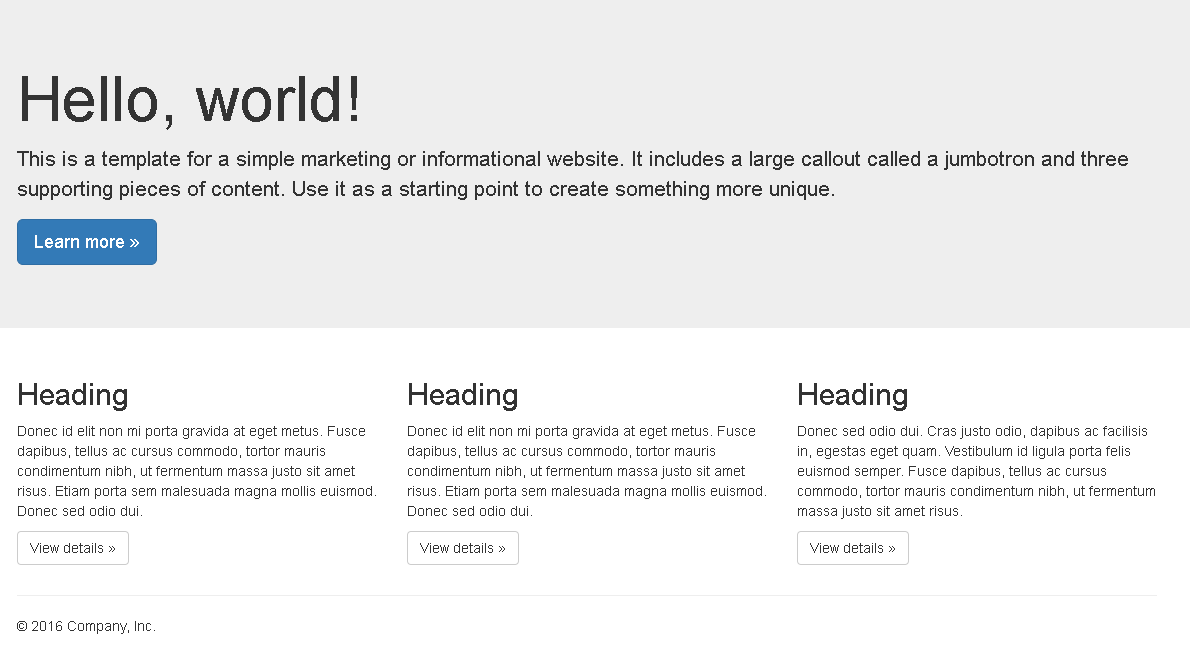 Hello, world!
This is a template for a simple marketing or informational website. It includes a large callout called a jumbotron and three
supporting pieces of content. Use it as a starting point to create something more unique.
Learn more »
Heading
Donec id elit non mi porta gravida at eget metus. Fusce
dapibus, tellus ac cursus commodo, tortor mauris
condimentum nibh, ut fermentum massa justo sit amet
risus. Etiam porta sem malesuada magna mollis euismod.
Donec sed odio dui.
View details »
Heading
Donec id elit non mi porta gravida at eget metus. Fusce
dapibus, tellus ac cursus commodo, tortor mauris
condimentum nibh, ut fermentum massa justo sit amet
risus. Etiam porta sem malesuada magna mollis euismod.
Donec sed odio dui.
View details »
Heading
Donec sed odio dui. Cras justo odio, dapibus ac facilisis
in, egestas eget quam. Vestibulum id ligula porta felis
euismod semper. Fusce dapibus, tellus ac cursus
commodo, tortor mauris condimentum nibh, ut fermentum
massa justo sit amet risus.
View details »
© 2016 Company, Inc.